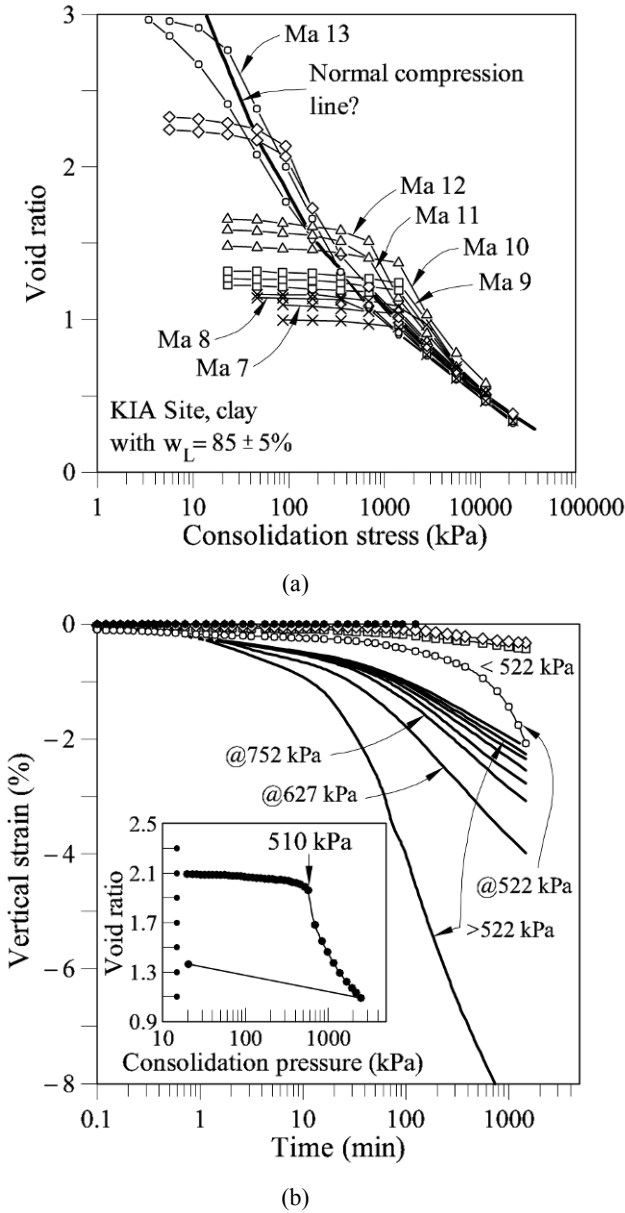 3
2
1
0
Void ratio
Ma 13
Normal compression
line?
Ma 12
Ma 11
Ma 10
Ma 9
Ma 8
Ma 7
KIA Site, clay
with w_L = 85 ± 5%
1 10 100 1000 10000 100000
Consolidation stress (kPa)
(a)
0
−2
−4
−6
−8
Vertical strain (%)
< 522 kPa
@752 kPa
@627 kPa
@522 kPa
>522 kPa
510 kPa
2.5
2.1
1.7
1.3
0.9
Void ratio
10 100 1000
Consolidation pressure (kPa)
0.1 1 10 100 1000
Time (min)
(b)